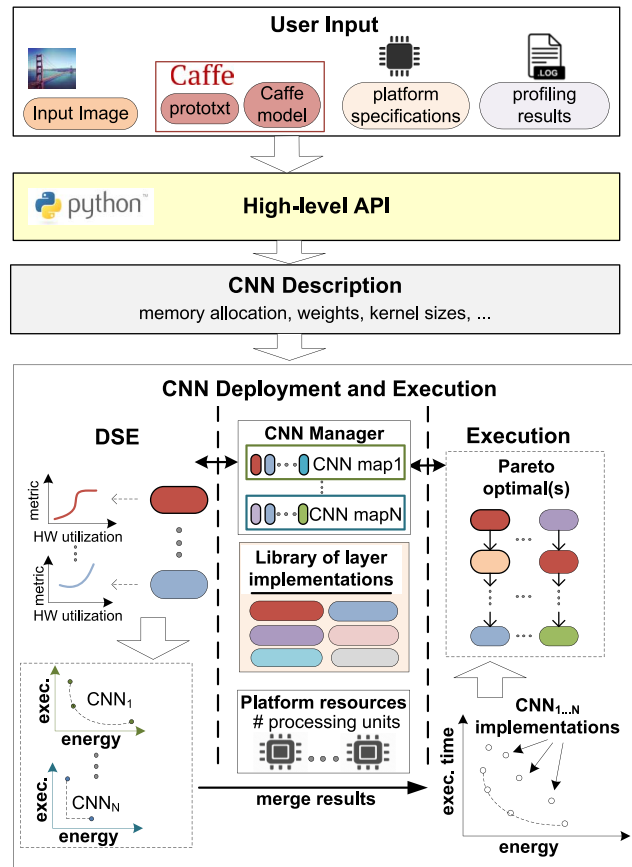 User Input
Caffe
.LOG
Input Image
prototxt
Caffe
model
platform
specifications
profiling
results
python™
High-level API
CNN Description
memory allocation, weights, kernel sizes, ...
CNN Deployment and Execution
DSE
metric
HW utilization
metric
HW utilization
exec.
CNN1
energy
exec.
CNNN
energy
CNN Manager
CNN map1
CNN mapN
Library of layer
implementations
Platform resources
# processing units
merge results
Execution
Pareto
optimal(s)
CNN1...N
implementations
exec. time
energy